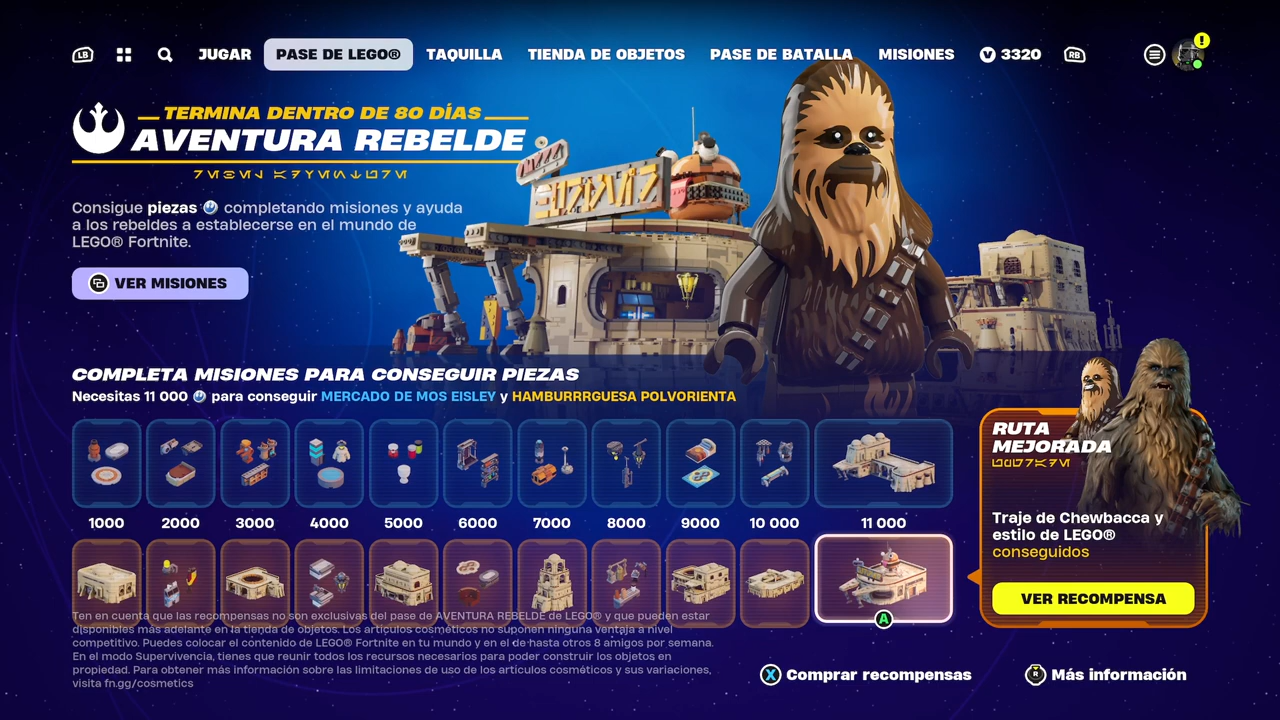 LB
JUGAR
PASE DE LEGO®
TAQUILLA
TIENDA DE OBJETOS
PASE DE BATALLA
MISIONES
V 3320
RB
!
TERMINA DENTRO DE 80 DÍAS
AVENTURA REBELDE
Consigue piezas completando misiones y ayuda
a los rebeldes a establecerse en el mundo de
LEGO® Fortnite.
VER MISIONES
COMPLETA MISIONES PARA CONSEGUIR PIEZAS
Necesitas 11 000 para conseguir MERCADO DE MOS EISLEY y HAMBURRRGUESA POLVORIENTA
1000 2000 3000 4000 5000 6000 7000 8000 9000 10 000 11 000
A
RUTA
MEJORADA
Traje de Chewbacca y
estilo de LEGO®
conseguidos
VER RECOMPENSA
Ten en cuenta que las recompensas no son exclusivas del pase de AVENTURA REBELDE de LEGO® y que pueden estar
disponibles más adelante en la tienda de objetos. Los artículos cosméticos no suponen ninguna ventaja a nivel
competitivo. Puedes colocar el contenido de LEGO® Fortnite en tu mundo y en el de hasta otros 8 amigos por semana.
En el modo Supervivencia, tienes que reunir todos los recursos necesarios para poder construir los objetos en
propiedad. Para obtener más información sobre las limitaciones de uso de los artículos cosméticos y sus variaciones,
visita fn.gg/cosmetics
X Comprar recompensas
R Más información